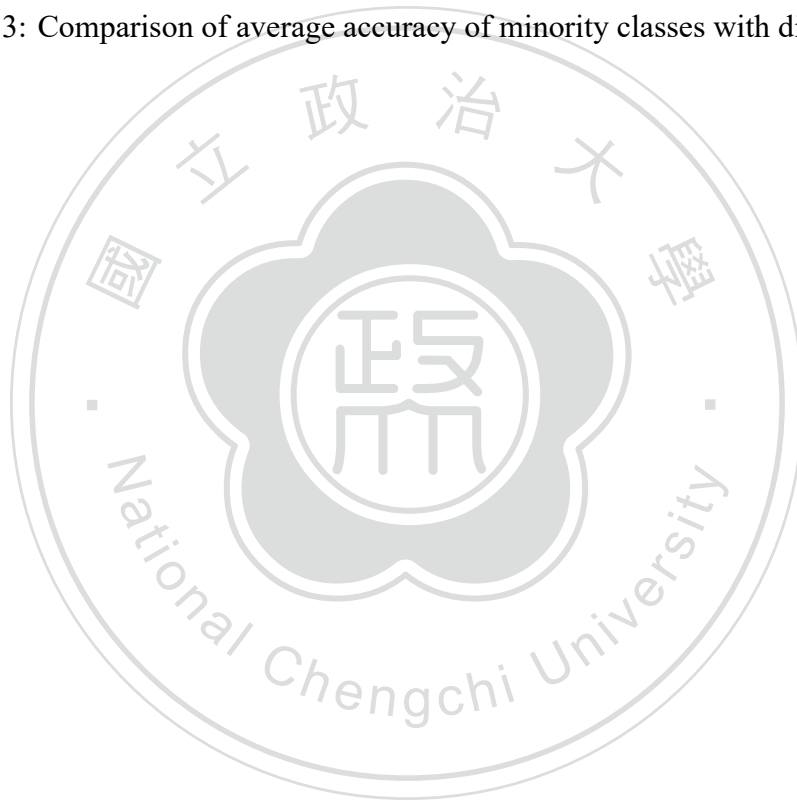 3: Comparison of average accuracy of minority classes with
國立政治大學
政
National Chengchi University